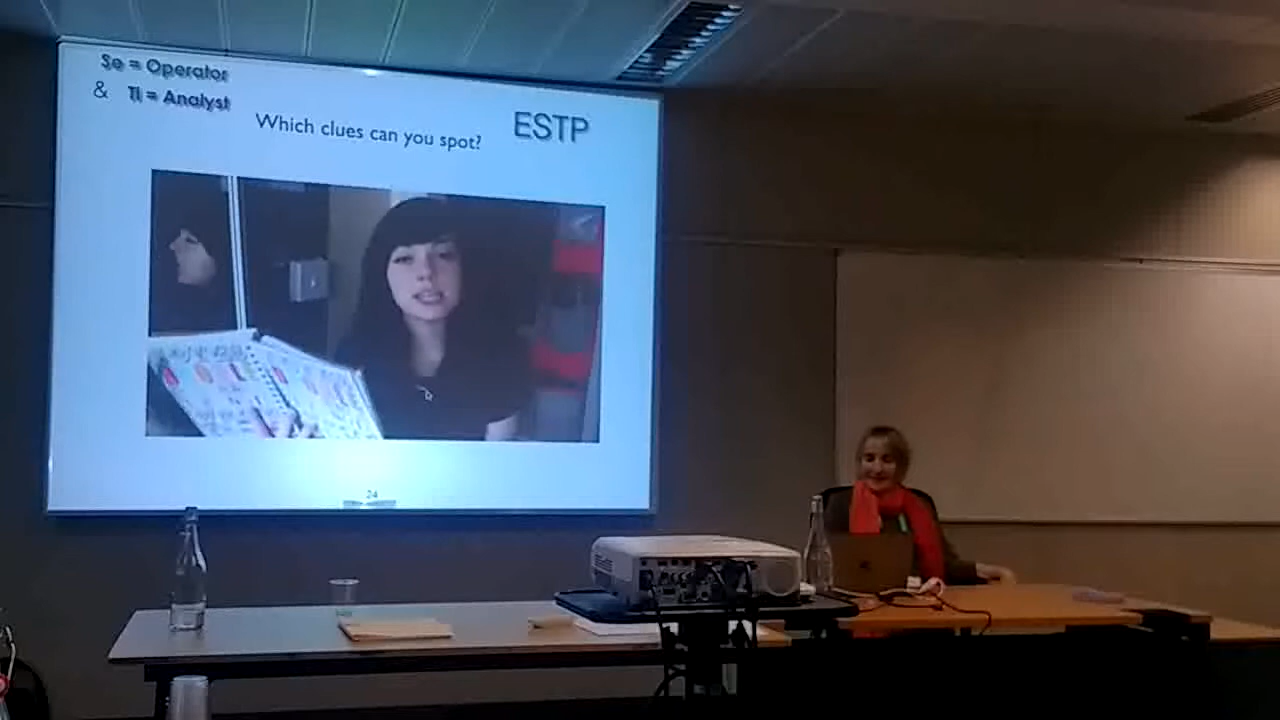 Se = Operator
& Ti = Analyst
Which clues can you spot?
ESTP
24